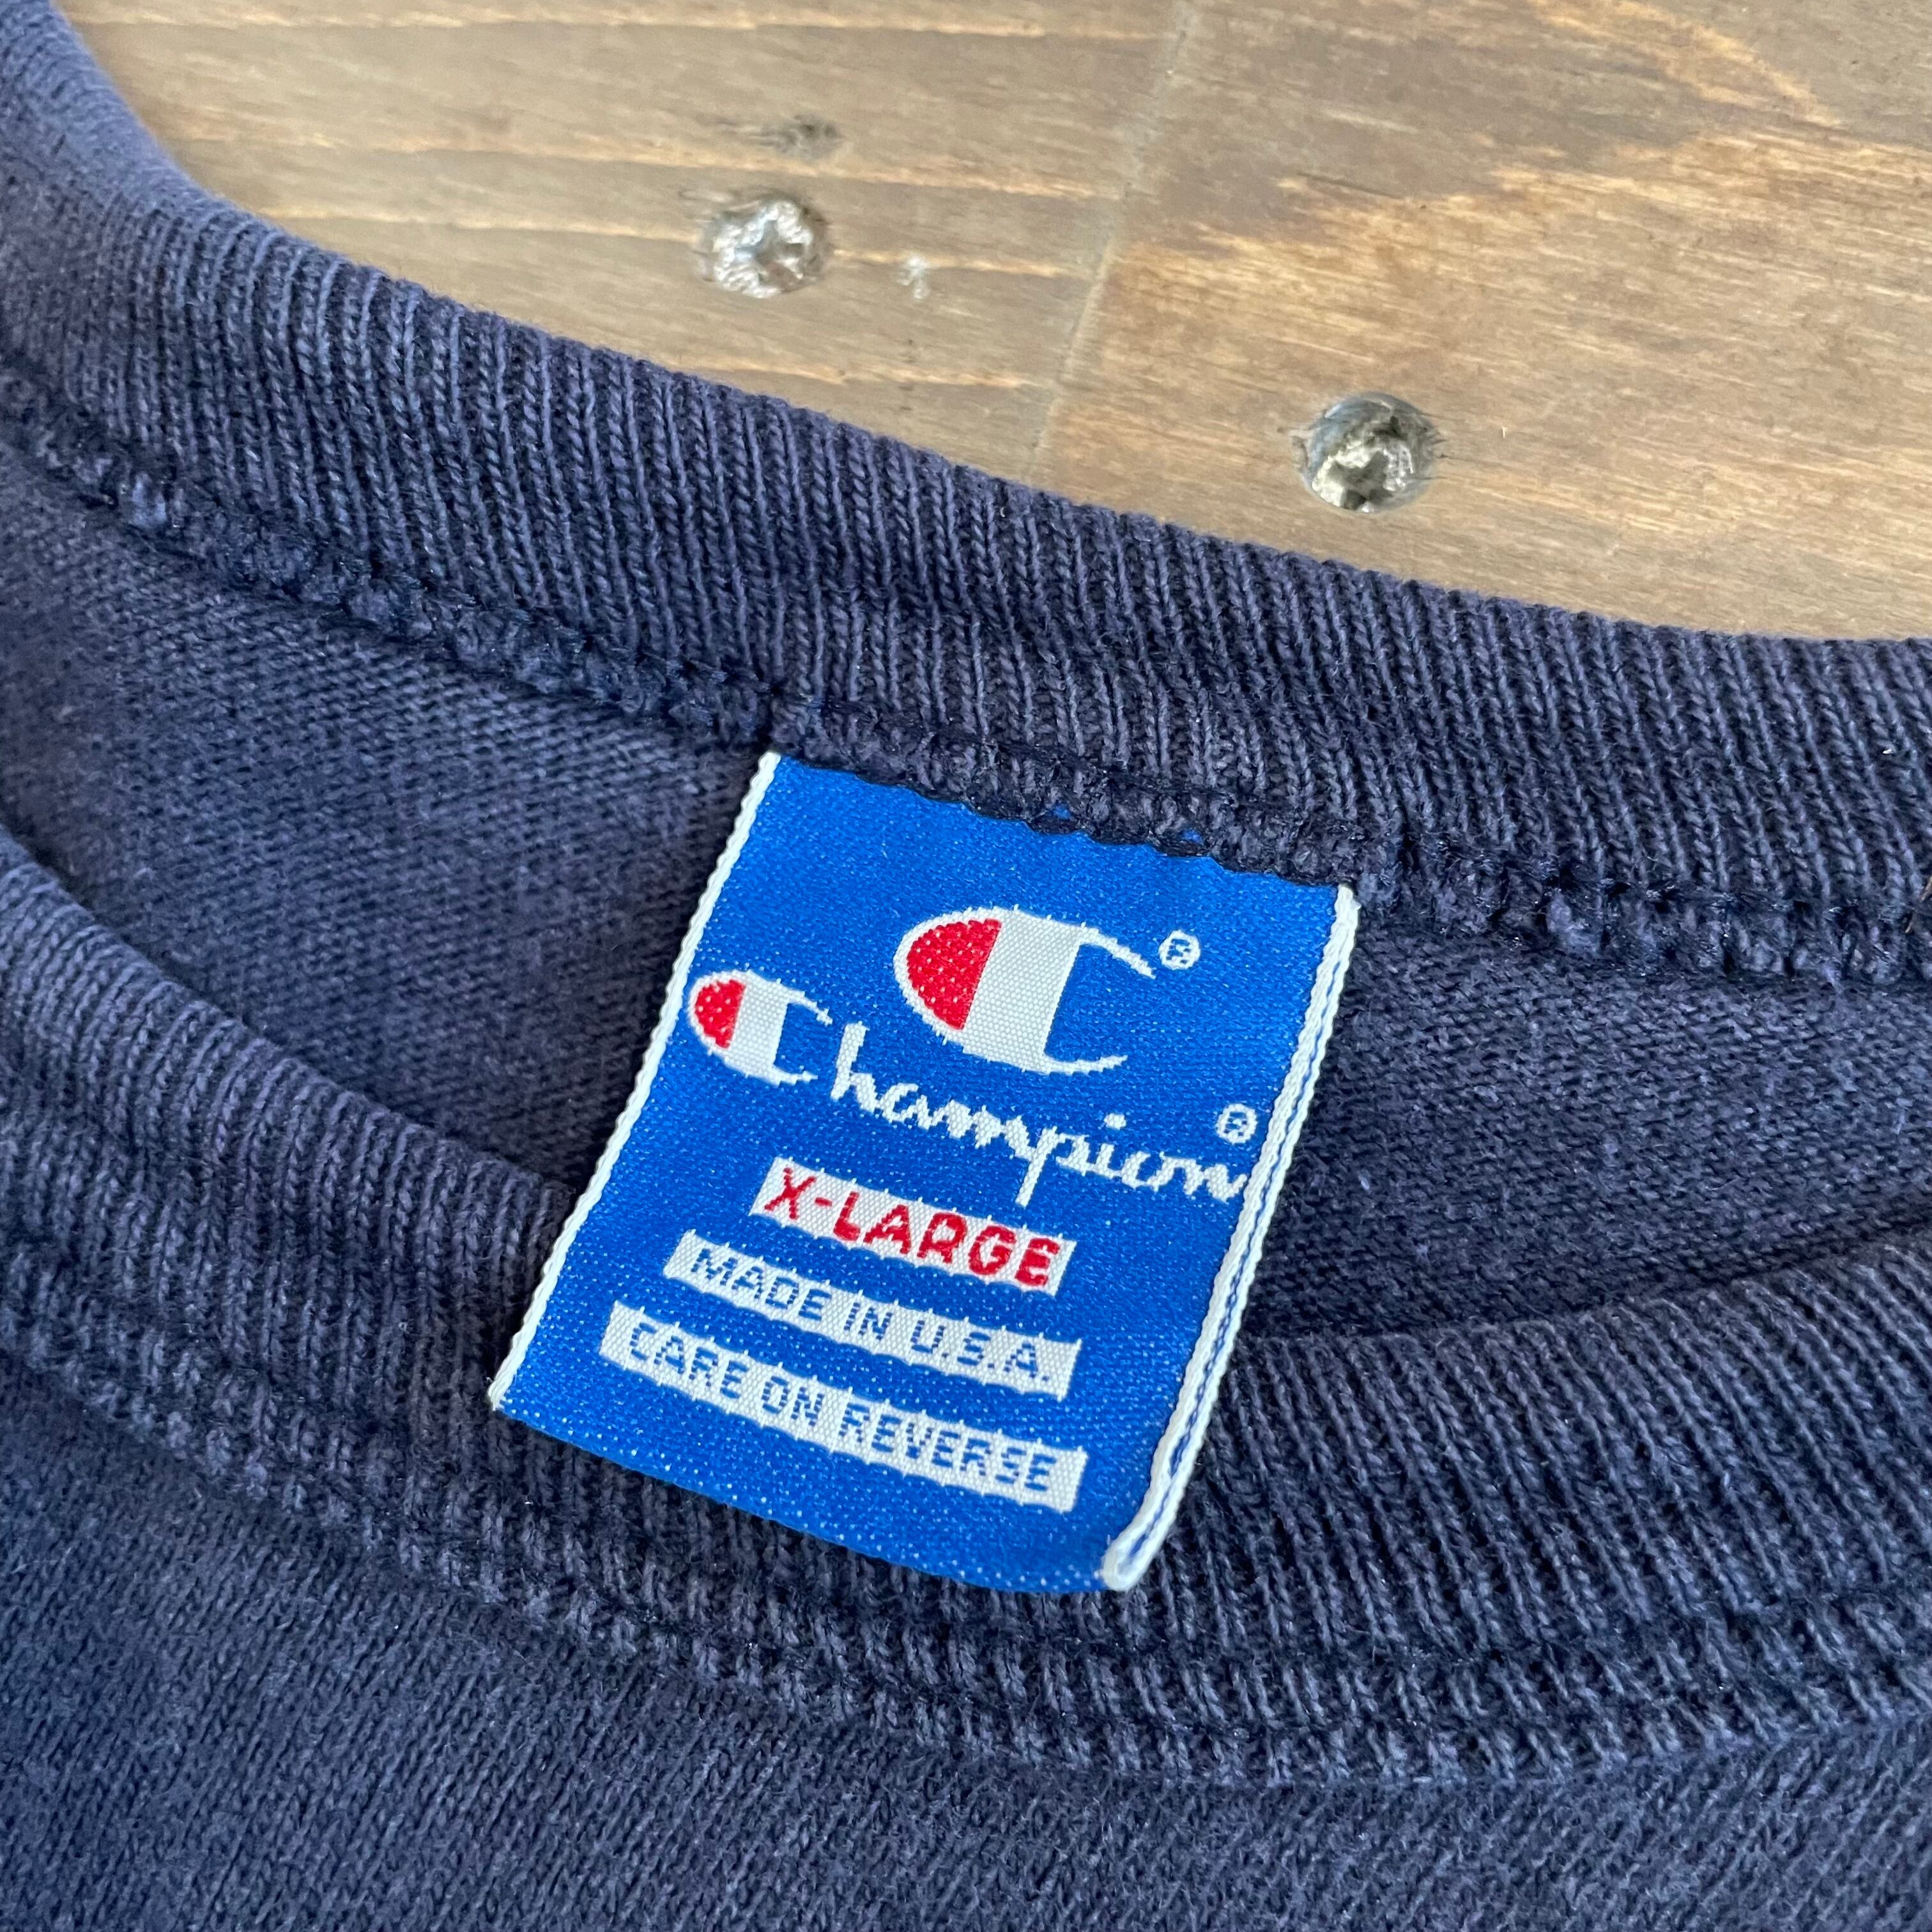 C®
Champion®
X-LARGE
MADE IN U.S.A.
CARE ON REVERSE